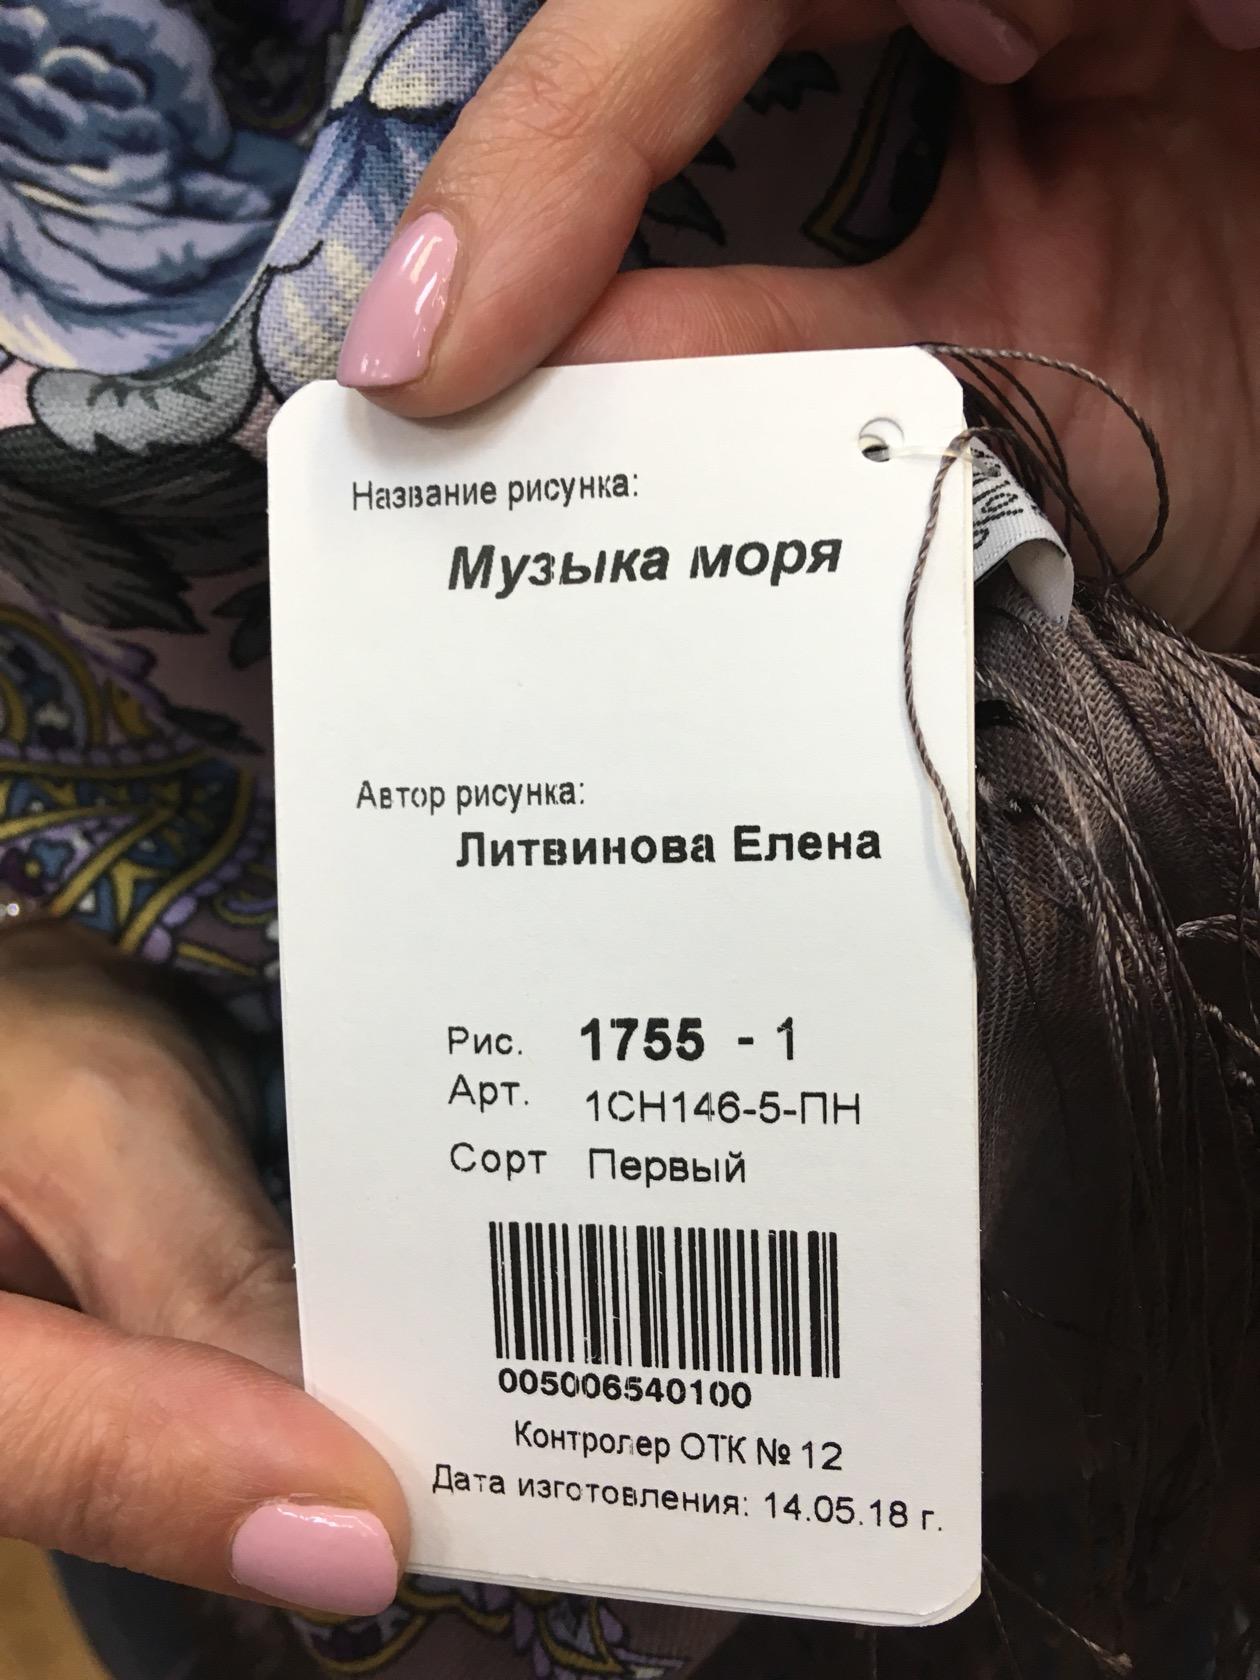 Название рисунка:
Музыка моря
Автор рисунка:
Литвинова Елена
Рис. 1755 - 1
Арт. 1СН146-5-ПН
Сорт Первый
005006540100
Контролер ОТК № 12
Дата изготовления: 14.05.18 г.